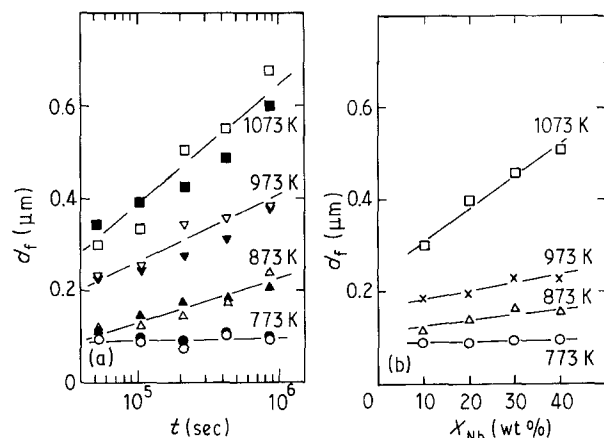 0.6
0.4
0.2
0
d_f (μm)
1073 K
973 K
873 K
773 K
(a)
10^5
10^6
t (sec)
0.6
0.4
0.2
0
d_f (μm)
1073 K
973 K
873 K
773 K
(b)
0 10 20 30 40
X_Nb (wt %)